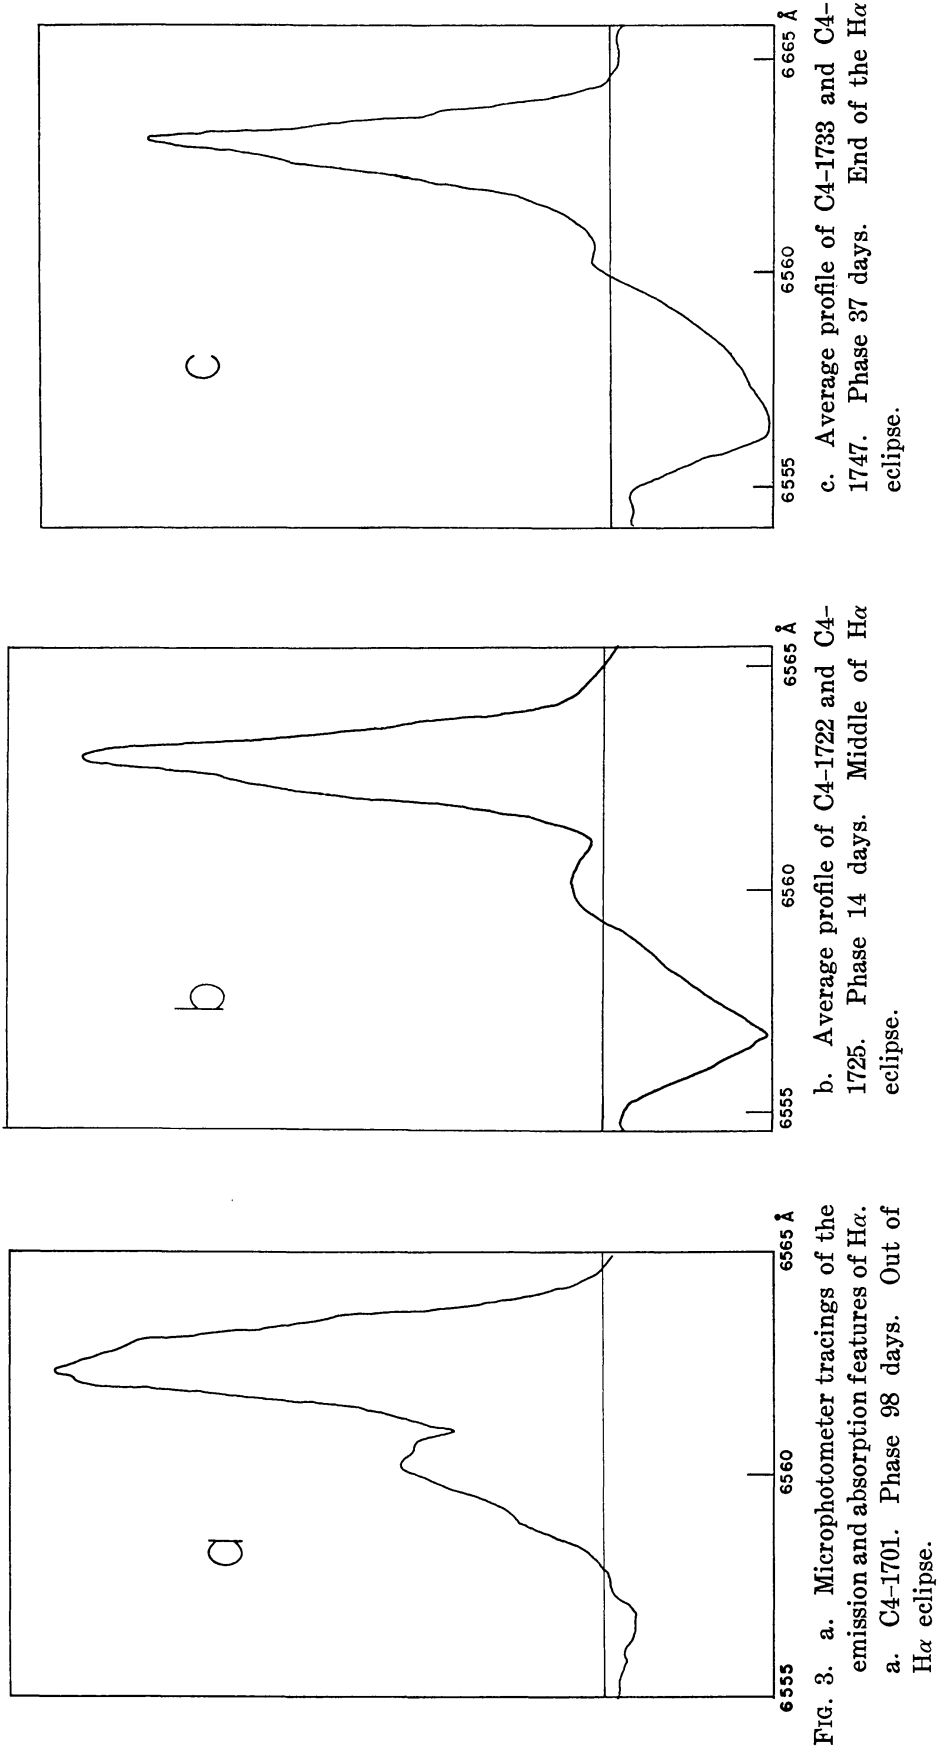 a
6555
6560
6565 Å
FIG. 3. a. Microphotometer tracings of the
emission and absorption features of Hα.
a. C4-1701. Phase 98 days. Out of
Hα eclipse.
b
6555
6560
6565 Å
b. Average profile of C4-1722 and C4-
1725. Phase 14 days. Middle of Hα
eclipse.
c
6555
6560
6665 Å
c. Average profile of C4-1733 and C4-
1747. Phase 37 days. End of the Hα
eclipse.